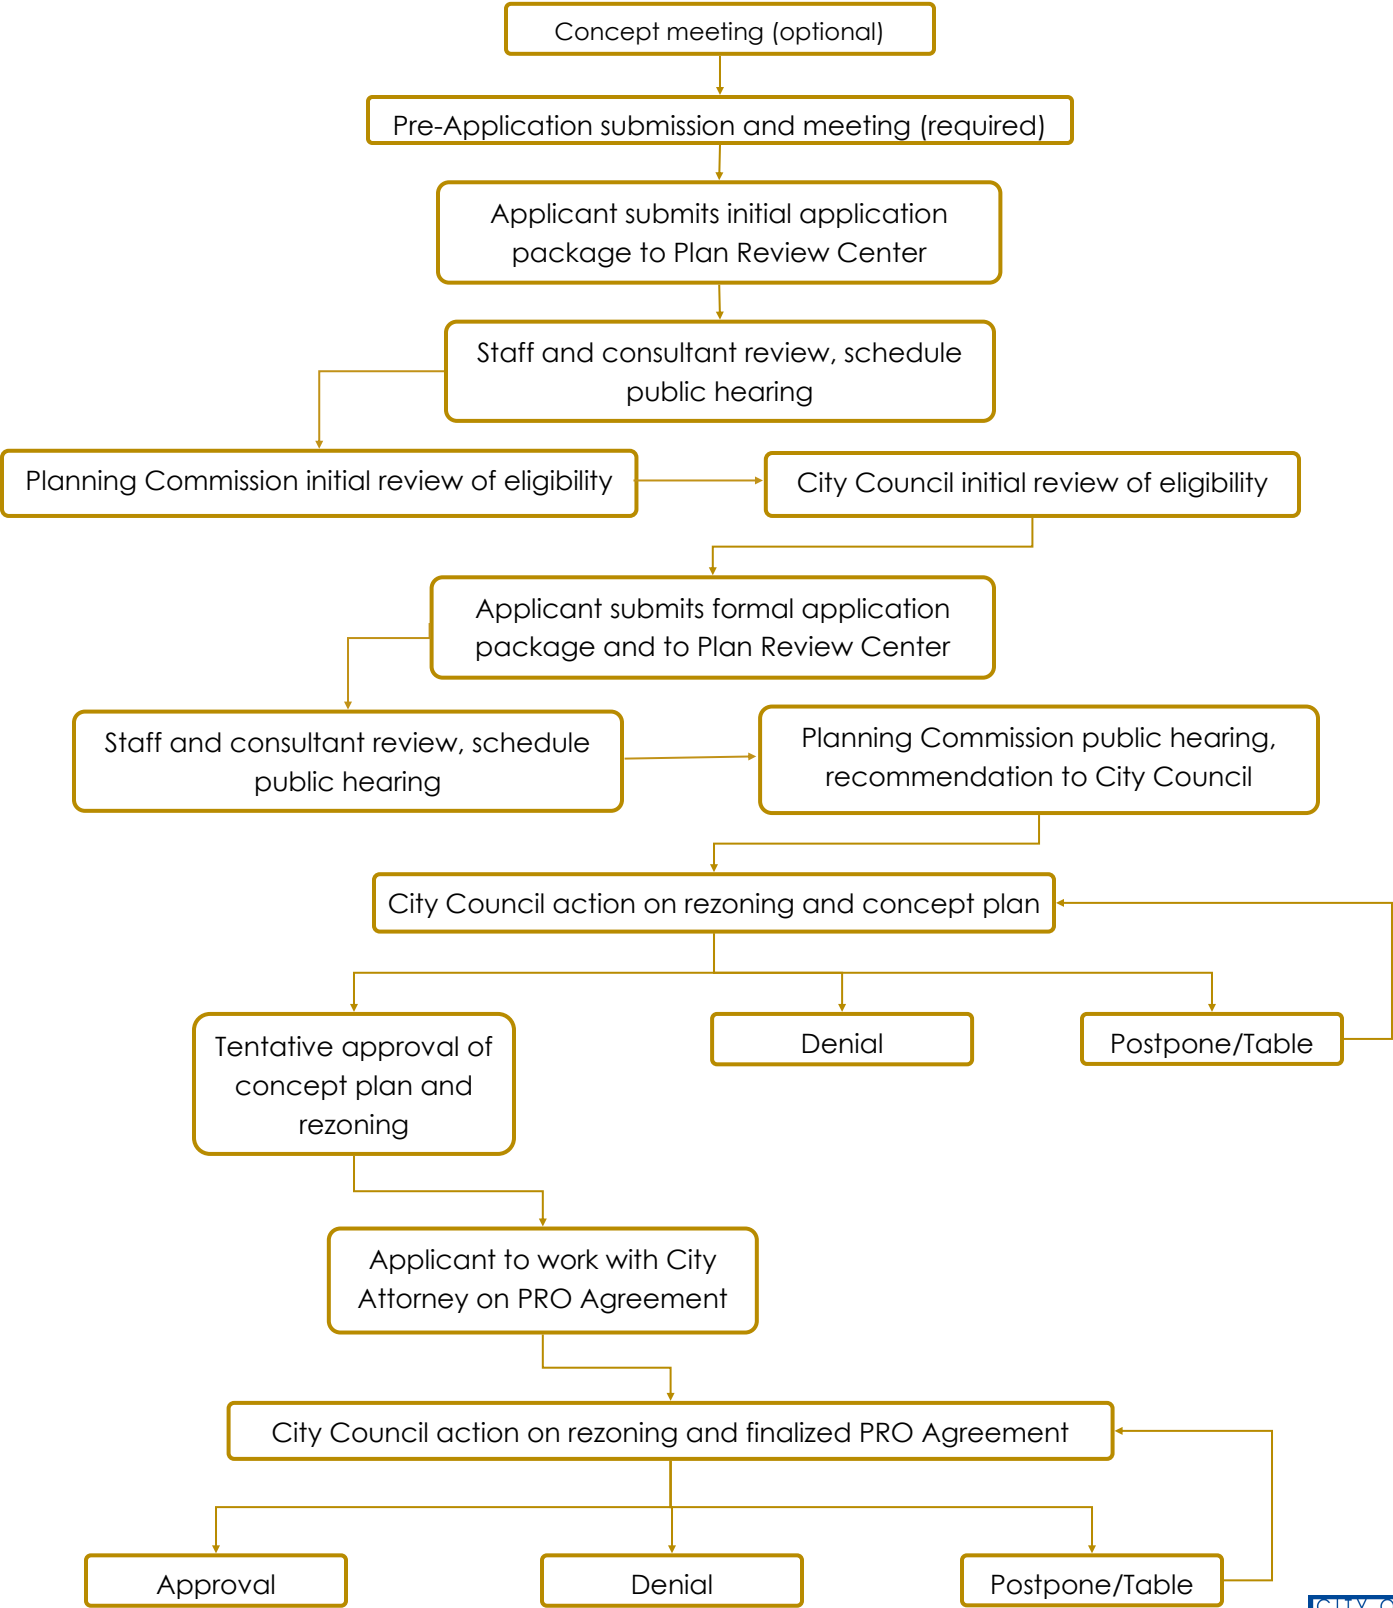 Concept meeting (optional)
Pre-Application submission and meeting (required)
Applicant submits initial application
package to Plan Review Center
Staff and consultant review, schedule
public hearing
Planning Commission initial review of eligibility
City Council initial review of eligibility
Applicant submits formal application
package and to Plan Review Center
Staff and consultant review, schedule
public hearing
Planning Commission public hearing,
recommendation to City Council
City Council action on rezoning and concept plan
Tentative approval of
concept plan and
rezoning
Denial
Postpone/Table
Applicant to work with City
Attorney on PRO Agreement
City Council action on rezoning and finalized PRO Agreement
Approval
Denial
Postpone/Table
CITY